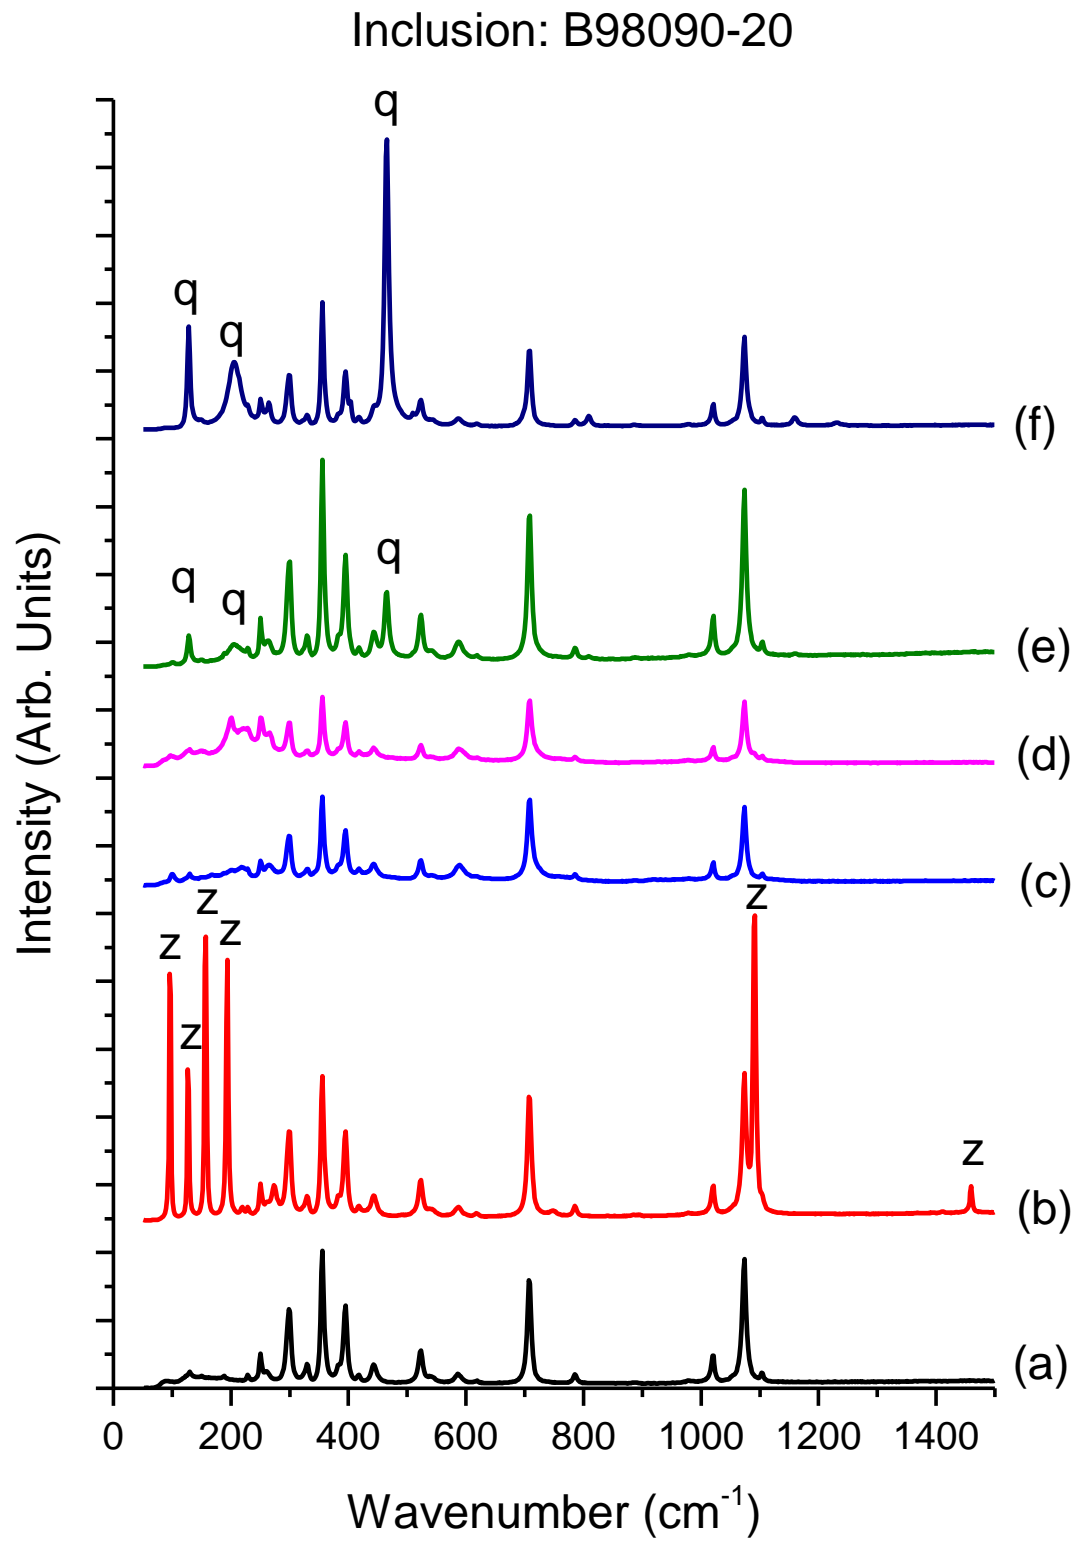 Inclusion: B98090-20
q
q
q
(f)
q
q
q
(e)
(d)
(c)
z
z
z
z
z
z
(b)
(a)
Intensity (Arb. Units)
0 200 400 600 800 1000 1200 1400
Wavenumber (cm-1)